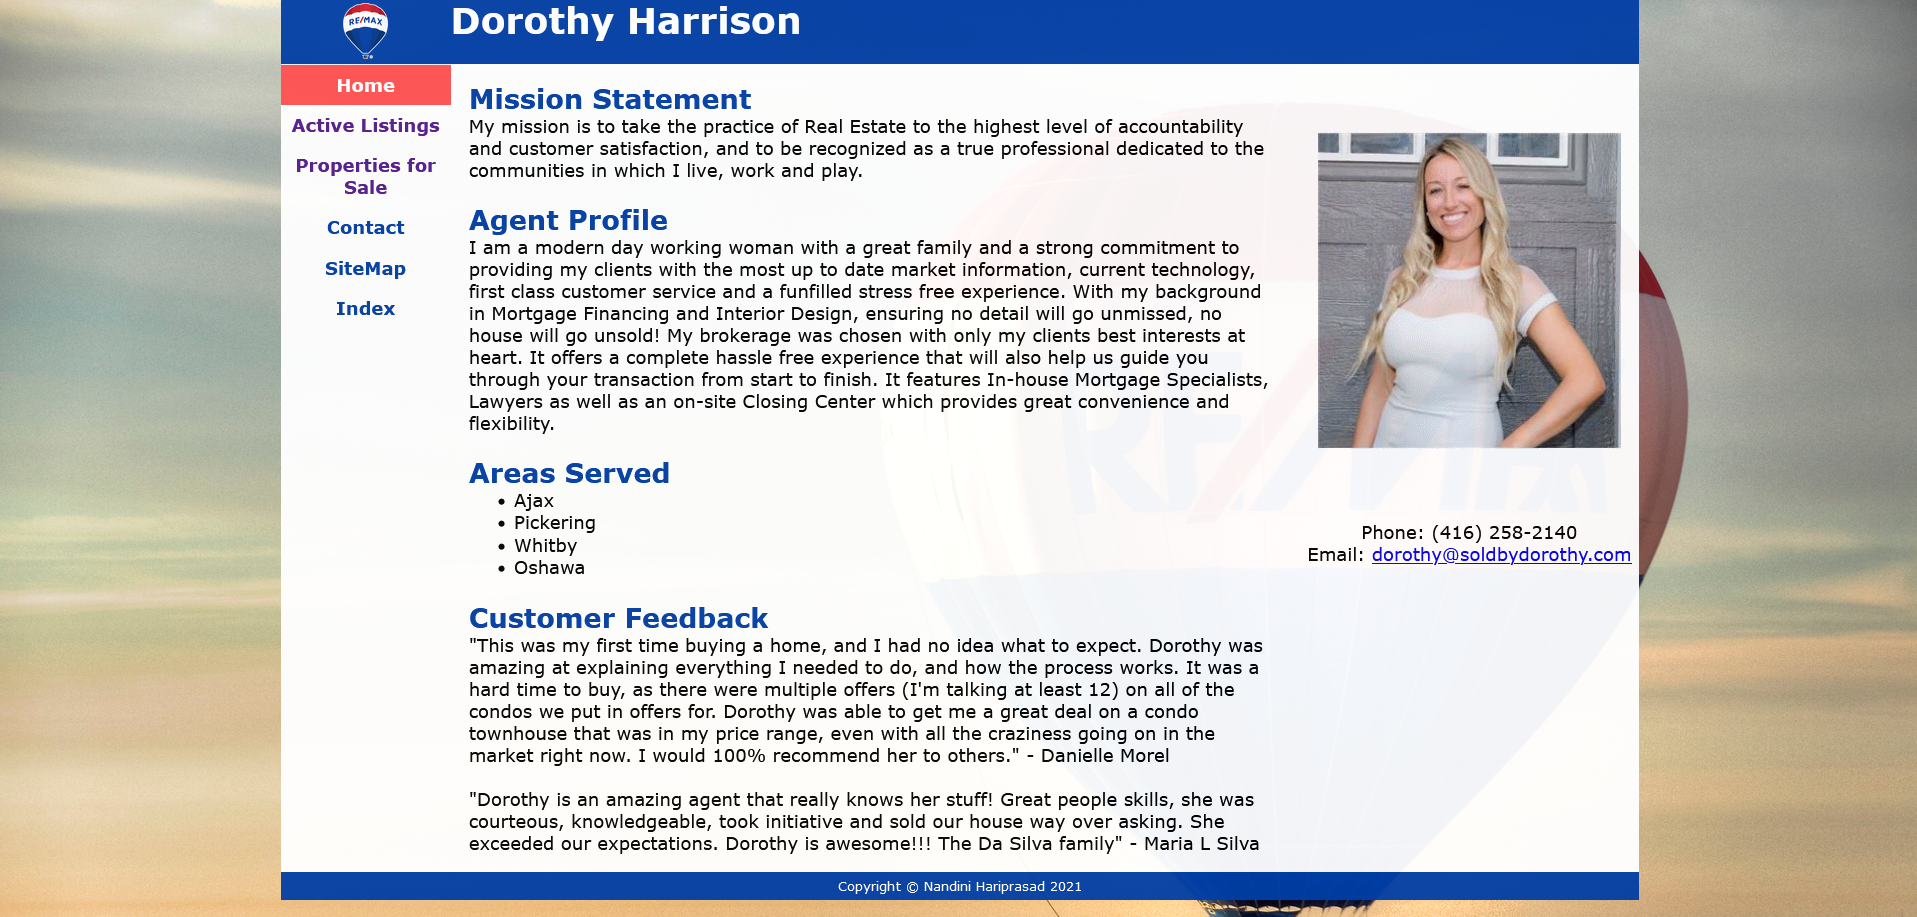 RE/MAX
Dorothy Harrison
Home
Active Listings
Properties for
Sale
Contact
SiteMap
Index
Mission Statement
My mission is to take the practice of Real Estate to the highest level of accountability
and customer satisfaction, and to be recognized as a true professional dedicated to the
communities in which I live, work and play.
Agent Profile
I am a modern day working woman with a great family and a strong commitment to
providing my clients with the most up to date market information, current technology,
first class customer service and a funfilled stress free experience. With my background
in Mortgage Financing and Interior Design, ensuring no detail will go unmissed, no
house will go unsold! My brokerage was chosen with only my clients best interests at
heart. It offers a complete hassle free experience that will also help us guide you
through your transaction from start to finish. It features In-house Mortgage Specialists,
Lawyers as well as an on-site Closing Center which provides great convenience and
flexibility.
Areas Served
• Ajax
• Pickering
• Whitby
• Oshawa
Customer Feedback
"This was my first time buying a home, and I had no idea what to expect. Dorothy was
amazing at explaining everything I needed to do, and how the process works. It was a
hard time to buy, as there were multiple offers (I'm talking at least 12) on all of the
condos we put in offers for. Dorothy was able to get me a great deal on a condo
townhouse that was in my price range, even with all the craziness going on in the
market right now. I would 100% recommend her to others." - Danielle Morel
"Dorothy is an amazing agent that really knows her stuff! Great people skills, she was
courteous, knowledgeable, took initiative and sold our house way over asking. She
exceeded our expectations. Dorothy is awesome!!! The Da Silva family" - Maria L Silva
Phone: (416) 258-2140
Email: dorothy@soldbydorothy.com
RE/MAX
Copyright © Nandini Hariprasad 2021